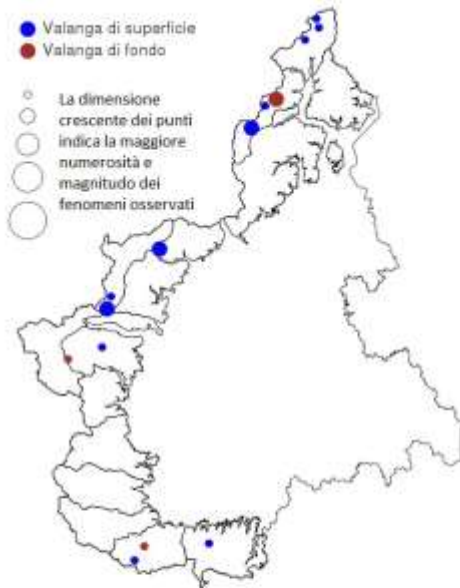 Valanga di superficie
Valanga di fondo
La dimensione
crescente dei punti
indica la maggiore
numerosità e
magnitudo dei
fenomeni osservati